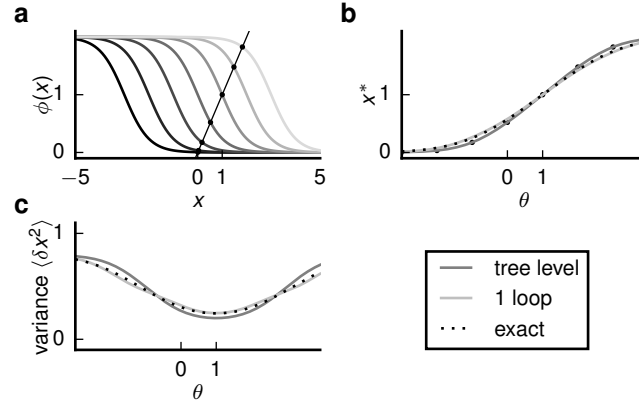 a
ϕ(x)
1
0
−5
0
1
5
x
b
x*
1
0
0
1
θ
c
variance ⟨δx²⟩
1
0
0
1
θ
tree level
1 loop
exact